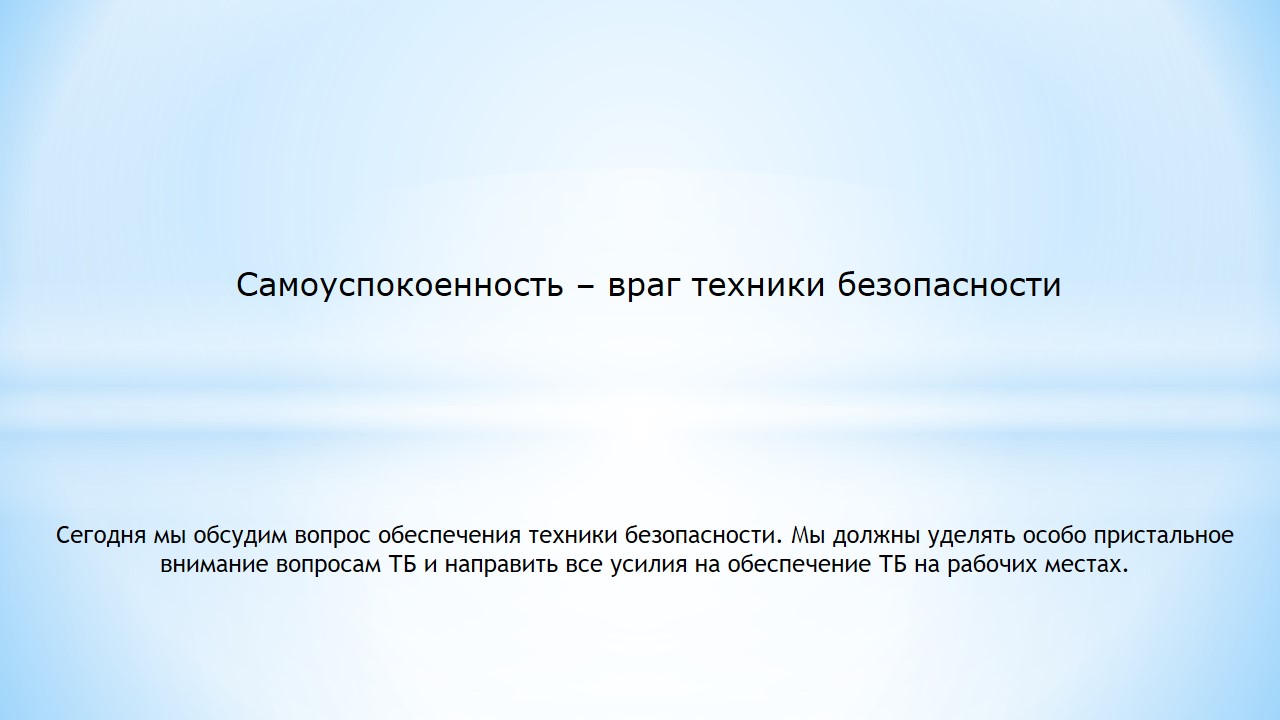 Самоуспокоенность – враг техники безопасности
Сегодня мы обсудим вопрос обеспечения техники безопасности. Мы должны уделять особо пристальное
внимание вопросам ТБ и направить все усилия на обеспечение ТБ на рабочих местах.